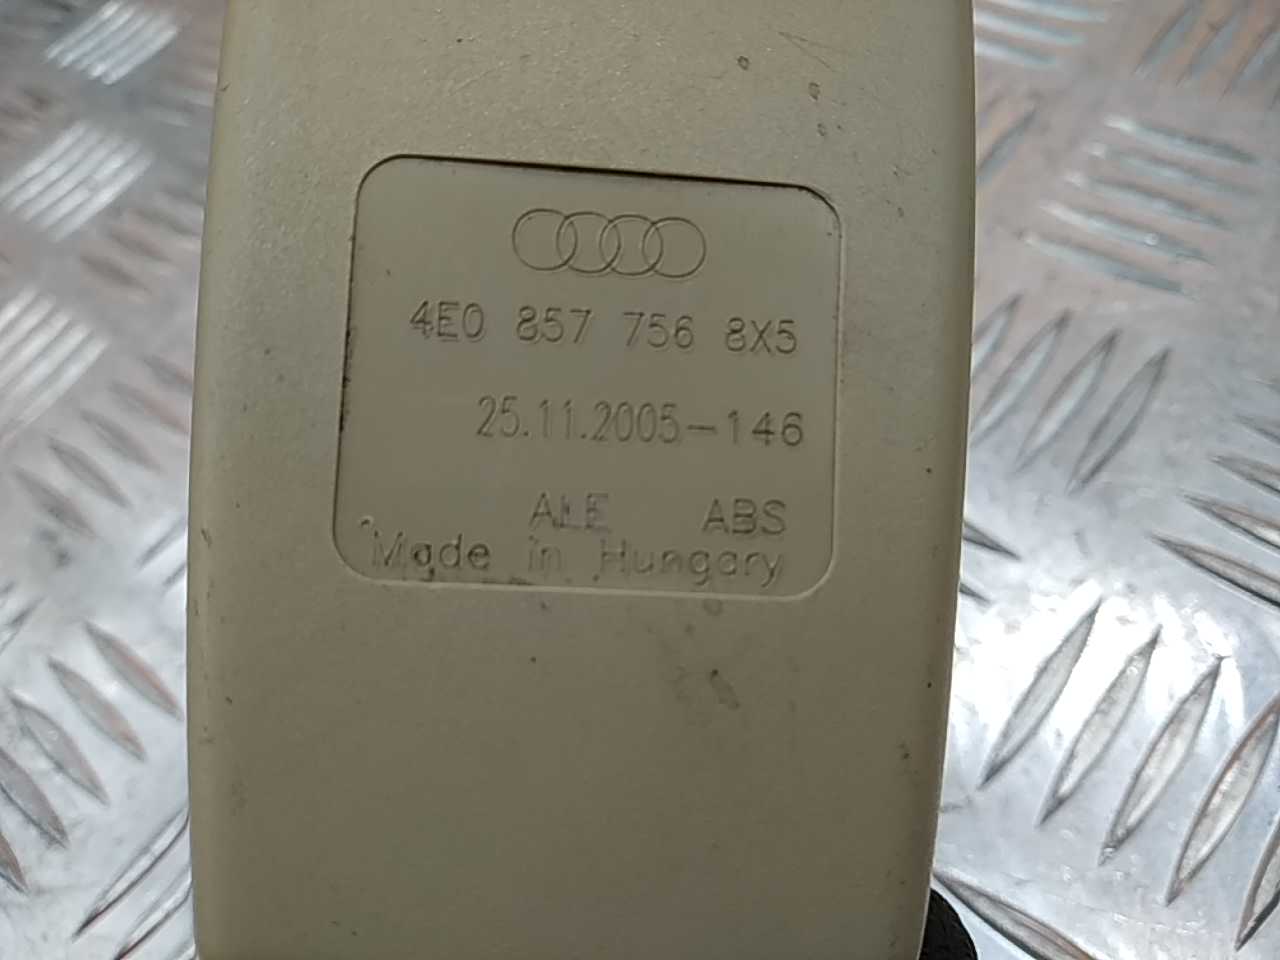 4E0 857 756 8X5
25.11.2005-146
ALE ABS
Made in Hungary